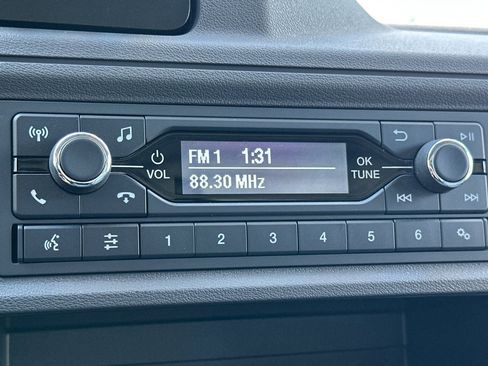 FM 1 1:31
88.30 MHz
VOL
OK
TUNE
1 2 3 4 5 6